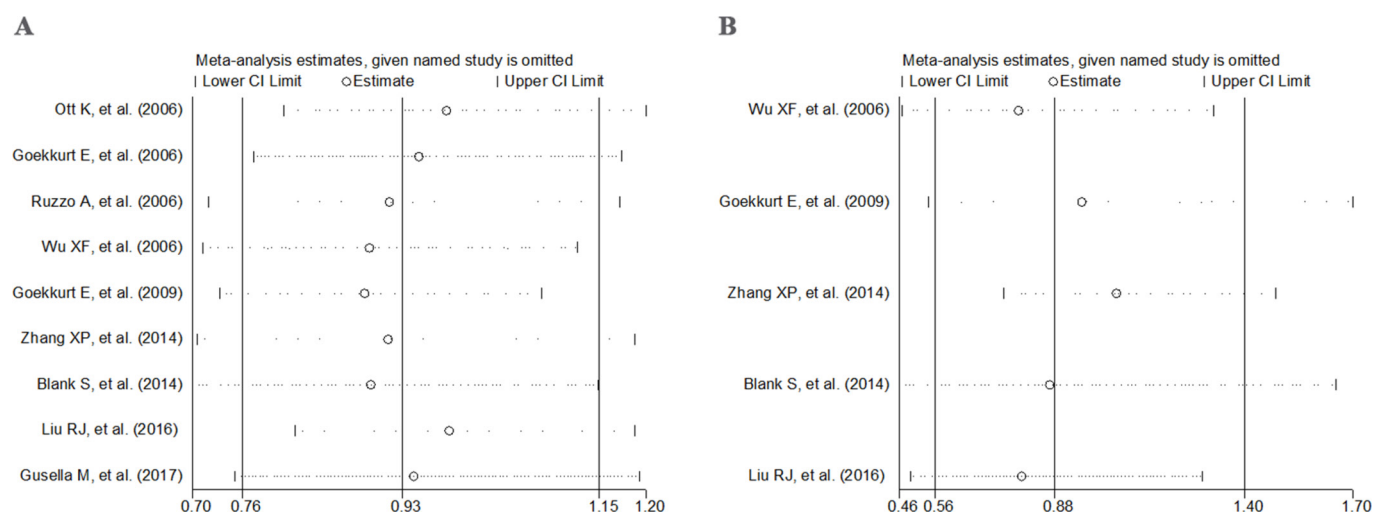 A
Meta-analysis estimates, given named study is omitted
Lower CI Limit Estimate Upper CI Limit
Ott K, et al. (2006)
Goekkurt E, et al. (2006)
Ruzzo A, et al. (2006)
Wu XF, et al. (2006)
Goekkurt E, et al. (2009)
Zhang XP, et al. (2014)
Blank S, et al. (2014)
Liu RJ, et al. (2016)
Gusella M, et al. (2017)
0.70 0.76 0.93 1.15 1.20
B
Meta-analysis estimates, given named study is omitted
Lower CI Limit Estimate Upper CI Limit
Wu XF, et al. (2006)
Goekkurt E, et al. (2009)
Zhang XP, et al. (2014)
Blank S, et al. (2014)
Liu RJ, et al. (2016)
0.46 0.56 0.88 1.40 1.70